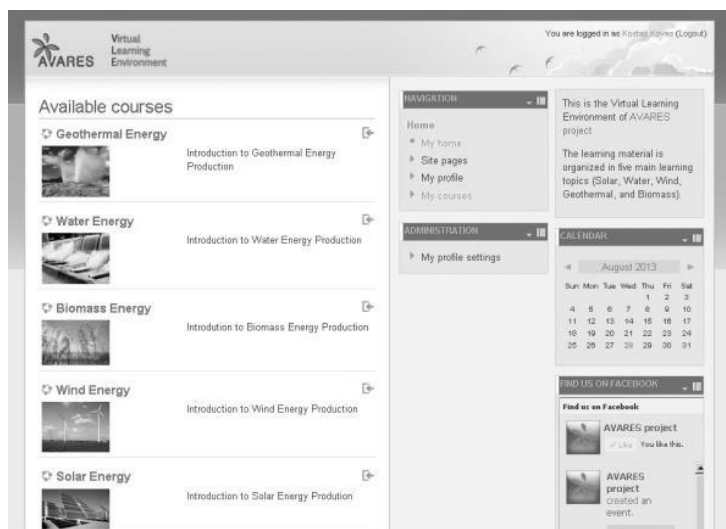 AVARES
Virtual
Learning
Environment
You are logged in as Kostas Kovas (Logout)
Available courses
Geothermal Energy
Introduction to Geothermal Energy
Production
Water Energy
Introduction to Water Energy Production
Biomass Energy
Introdution to Biomass Energy Production
Wind Energy
Introduction to Wind Energy Production
Solar Energy
Introduction to Solar Energy Prodution
NAVIGATION
Home
My home
Site pages
My profile
My courses
ADMINISTRATION
My profile settings
This is the Virtual Learning
Environment of AVARES
project
The learning material is
organized in five main learning
topics (Solar, Water, Wind,
Geothermal, and Biomass).
CALENDAR
August 2013
Sun Mon Tue Wed Thu Fri Sat
1 2 3
4 5 6 7 8 9 10
11 12 13 14 15 16 17
18 19 20 21 22 23 24
25 26 27 28 29 30 31
FIND US ON FACEBOOK
Find us on Facebook
AVARES project
Like You like this.
AVARES
project
created an
event.